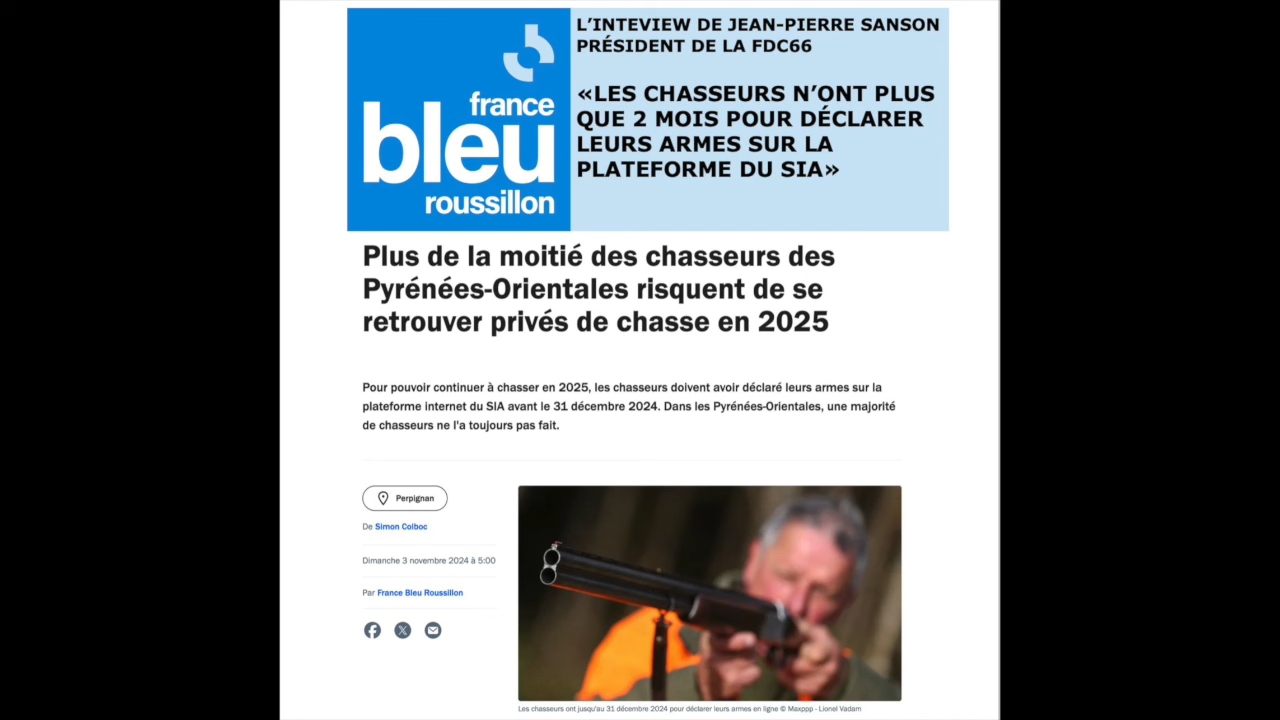 france
bleu
roussillon
L’INTEVIEW DE JEAN-PIERRE SANSON
PRÉSIDENT DE LA FDC66
«LES CHASSEURS N’ONT PLUS
QUE 2 MOIS POUR DÉCLARER
LEURS ARMES SUR LA
PLATEFORME DU SIA»
Plus de la moitié des chasseurs des
Pyrénées-Orientales risquent de se
retrouver privés de chasse en 2025
Pour pouvoir continuer à chasser en 2025, les chasseurs doivent avoir déclaré leurs armes sur la
plateforme internet du SIA avant le 31 décembre 2024. Dans les Pyrénées-Orientales, une majorité
de chasseurs ne l'a toujours pas fait.
Perpignan
De Simon Colboc
Dimanche 3 novembre 2024 à 5:00
Par France Bleu Roussillon
Les chasseurs ont jusqu'au 31 décembre 2024 pour déclarer leurs armes en ligne © Maxppp - Lionel Vadam